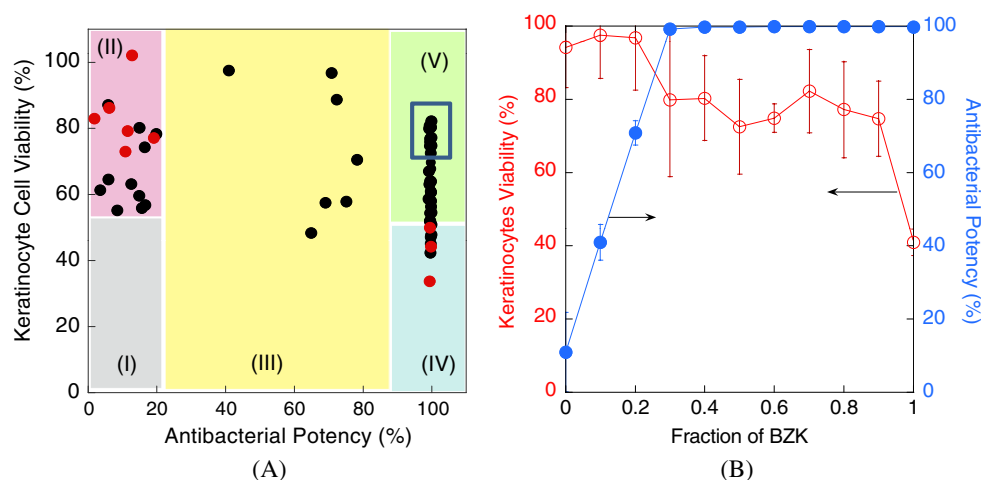 (II)
(V)
(I)
(III)
(IV)
Keratinocyte Cell Viability (%)
0
20
40
60
80
100
0 20 40 60 80 100
Antibacterial Potency (%)
(A)
B)
Keratinocytes Viability (%)
0
20
40
60
80
100
0
20
40
60
80
100
Antibacterial Potency (%)
0 0.2 0.4 0.6 0.8 1
Fraction of BZK
(B)